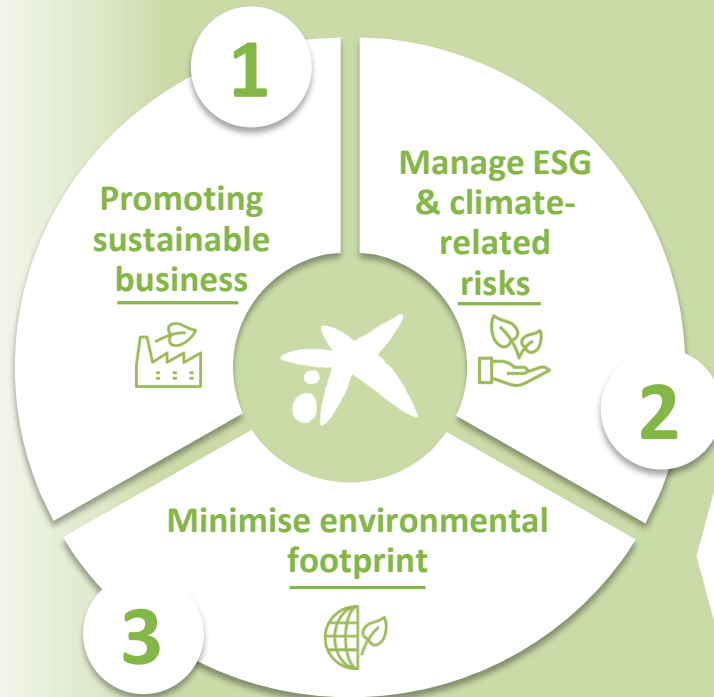 1
Promoting
sustainable
business
Manage ESG
& climate-
related
risks
2
Minimise environmental
footprint
3